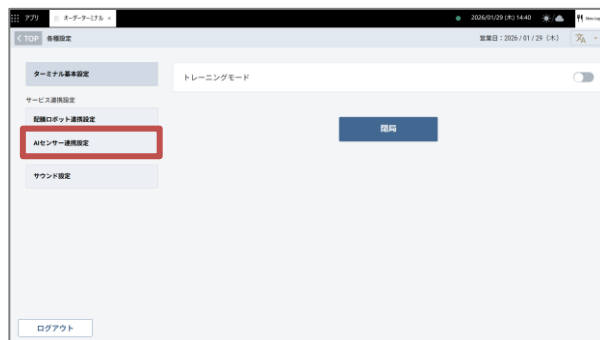 アプリ オーダーターミナル × 2026/01/29 (木) 14:40
< TOP 各種設定 営業日：2026 / 01 / 29 (木)
ターミナル基本設定
トレーニングモード
サービス連携設定
配膳ロボット連携設定
閉局
AIセンサー連携設定
サウンド設定
ログアウト